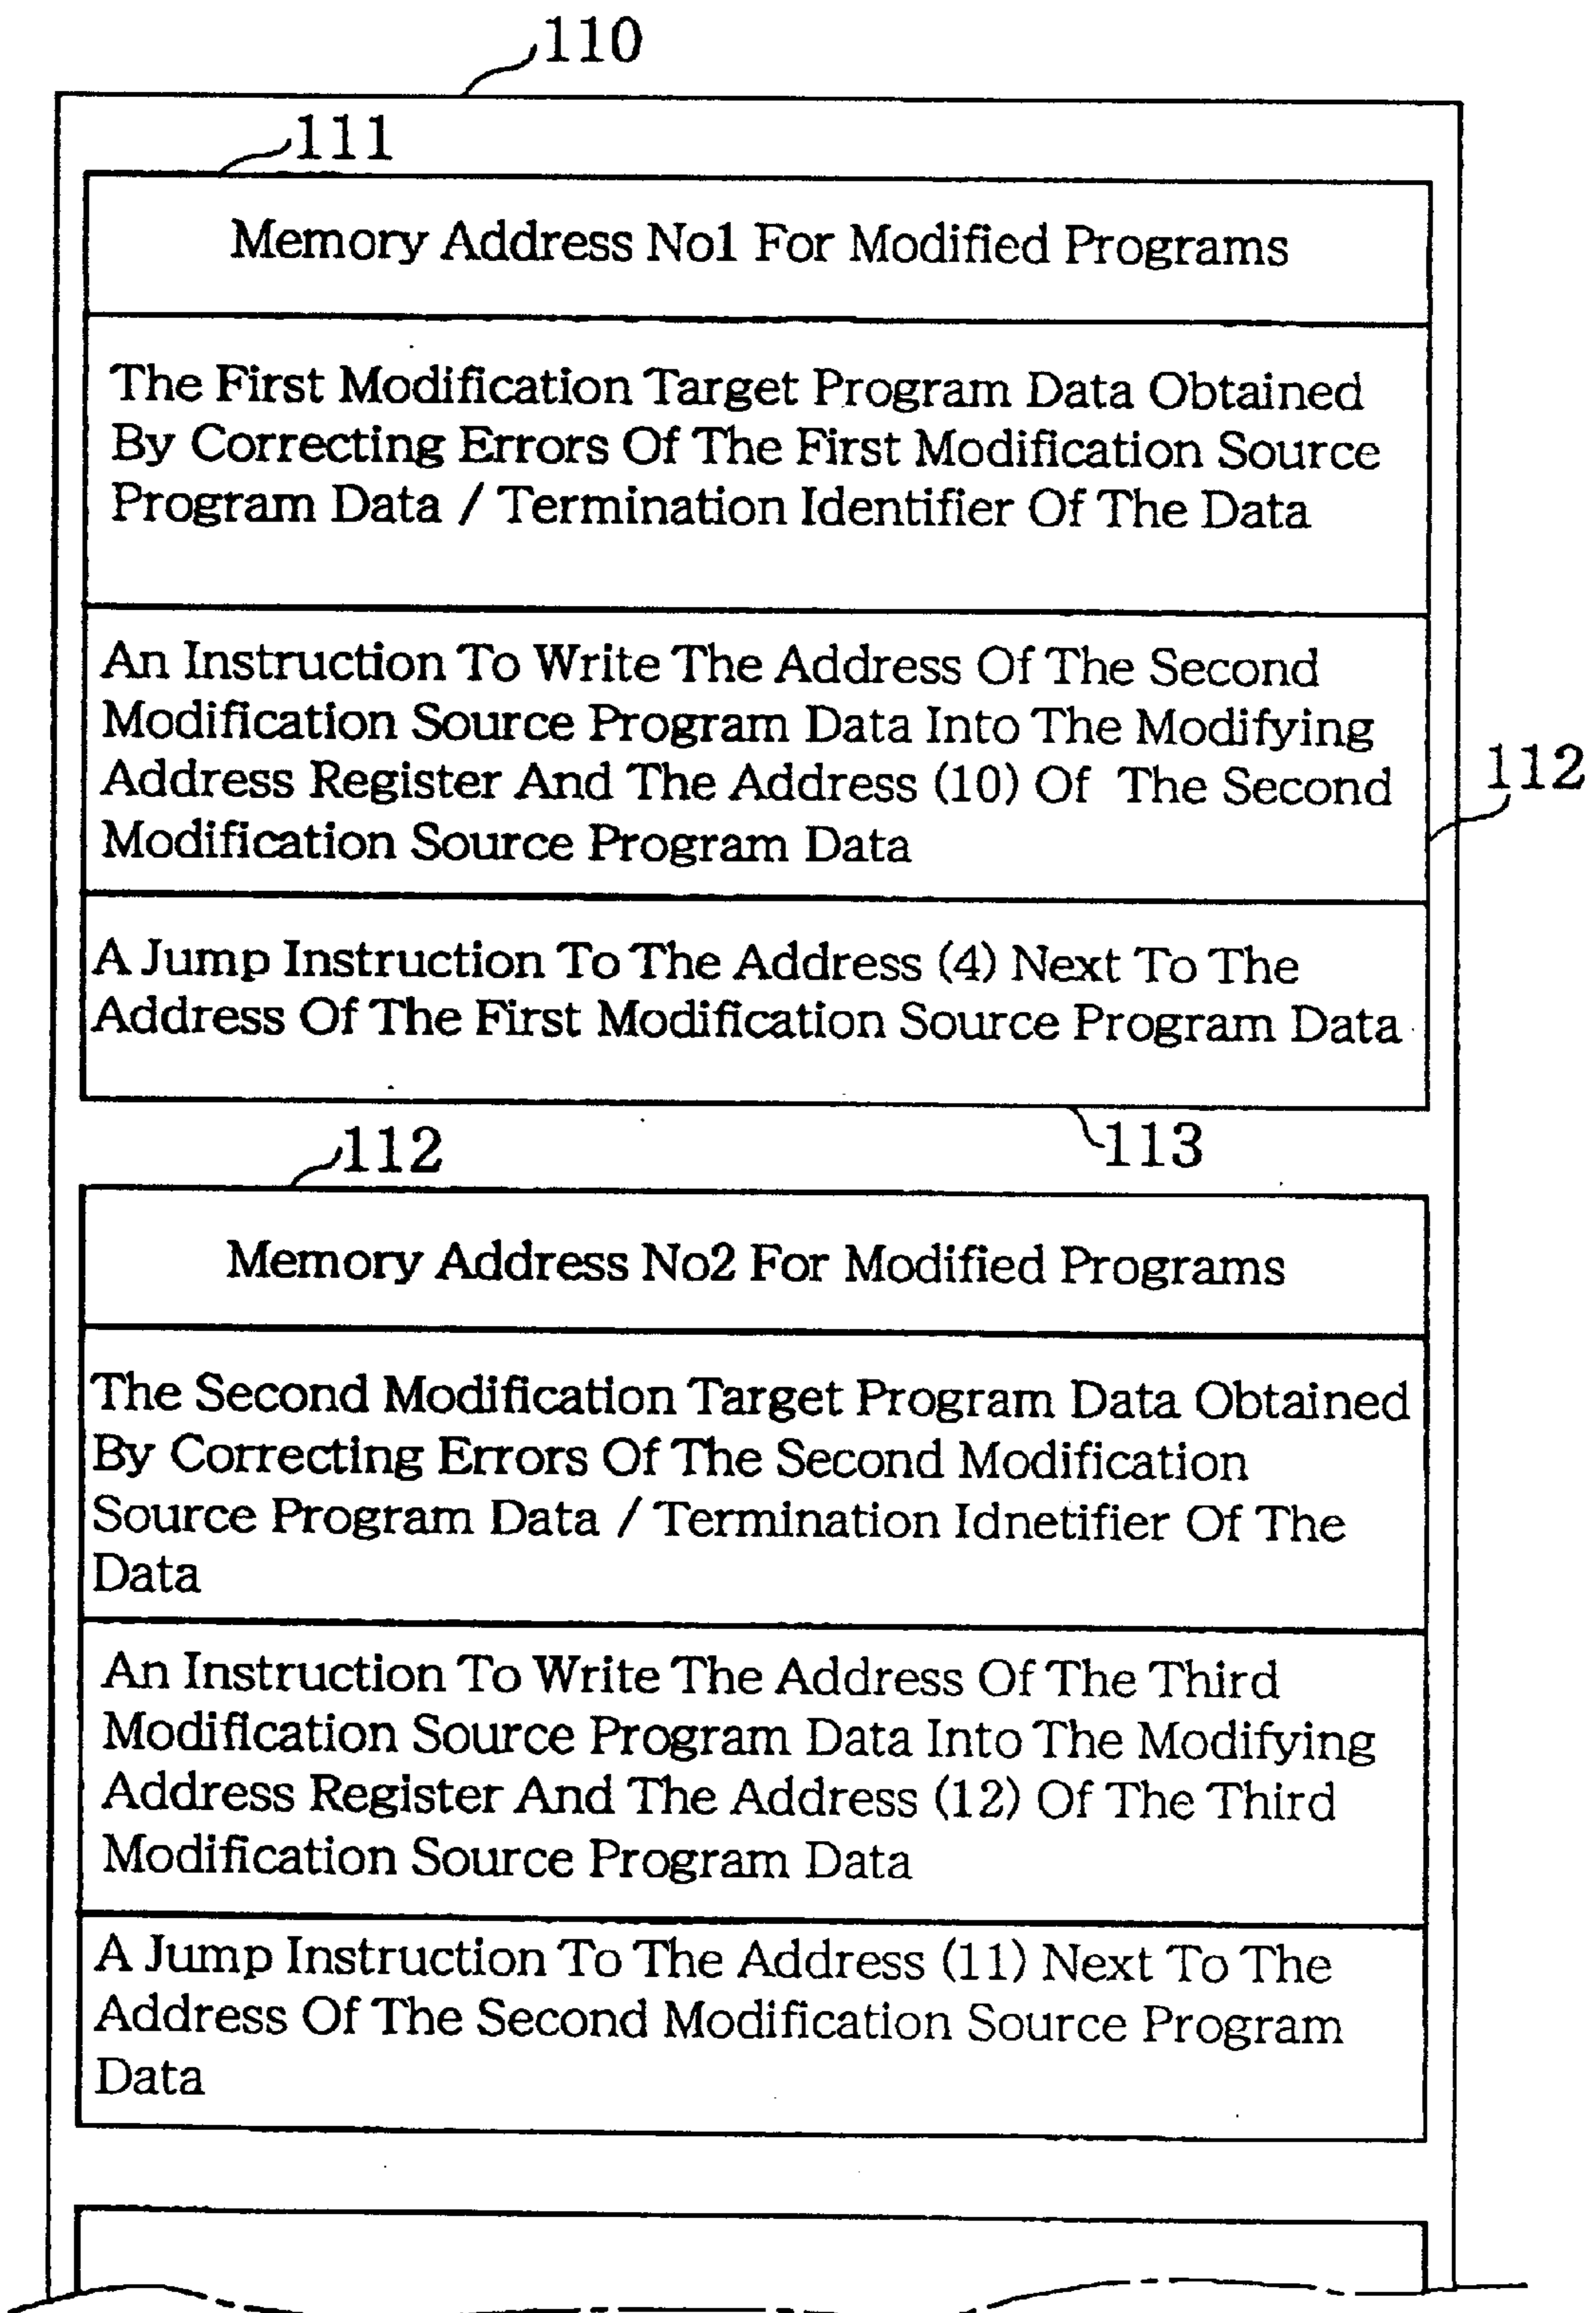 110
111
Memory Address No1 For Modified Programs
The First Modification Target Program Data Obtained
By Correcting Errors Of The First Modification Source
Program Data / Termination Identifier Of The Data
An Instruction To Write The Address Of The Second
Modification Source Program Data Into The Modifying
Address Register And The Address (10) Of The Second
Modification Source Program Data
112
A Jump Instruction To The Address (4) Next To The
Address Of The First Modification Source Program Data
113
112
Memory Address No2 For Modified Programs
The Second Modification Target Program Data Obtained
By Correcting Errors Of The Second Modification
Source Program Data / Termination Idnetifier Of The
Data
An Instruction To Write The Address Of The Third
Modification Source Program Data Into The Modifying
Address Register And The Address (12) Of The Third
Modification Source Program Data
A Jump Instruction To The Address (11) Next To The
Address Of The Second Modification Source Program
Data